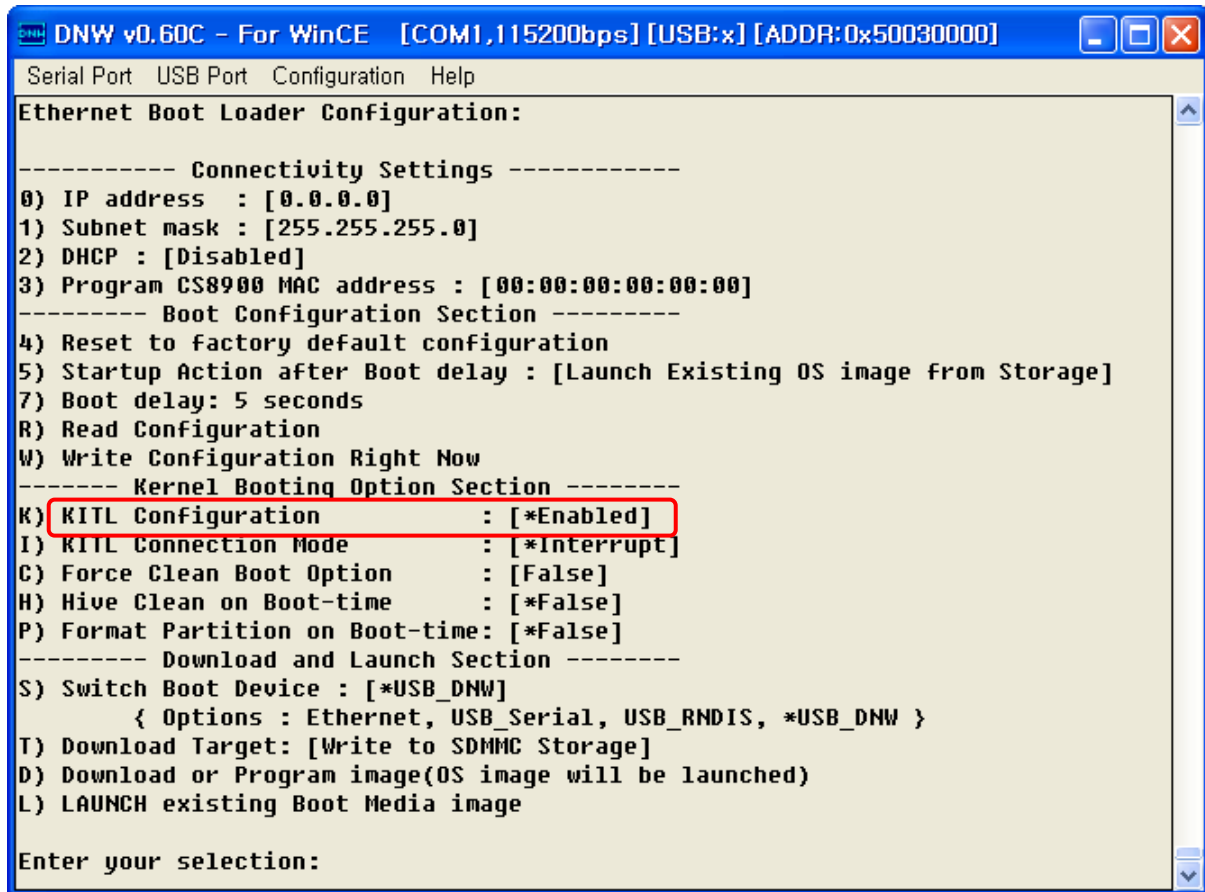 DNW v0.60C - For WinCE [COM1,115200bps][USB:x][ADDR:0x50030000]
Serial Port USB Port Configuration Help
Ethernet Boot Loader Configuration:
----------- Connectivity Settings ------------
0) IP address  : [0.0.0.0]
1) Subnet mask : [255.255.255.0]
2) DHCP : [Disabled]
3) Program CS8900 MAC address : [00:00:00:00:00:00]
--------- Boot Configuration Section ---------
4) Reset to factory default configuration
5) Startup Action after Boot delay : [Launch Existing OS image from Storage]
7) Boot delay: 5 seconds
R) Read Configuration
W) Write Configuration Right Now
------- Kernel Booting Option Section --------
K) KITL Configuration          : [*Enabled]
I) KITL Connection Mode        : [*Interrupt]
C) Force Clean Boot Option     : [False]
H) Hive Clean on Boot-time     : [*False]
P) Format Partition on Boot-time: [*False]
--------- Download and Launch Section --------
S) Switch Boot Device : [*USB_DNW]
{ Options : Ethernet, USB_Serial, USB_RNDIS, *USB_DNW }
T) Download Target: [Write to SDMMC Storage]
D) Download or Program image(OS image will be launched)
L) LAUNCH existing Boot Media image
Enter your selection: